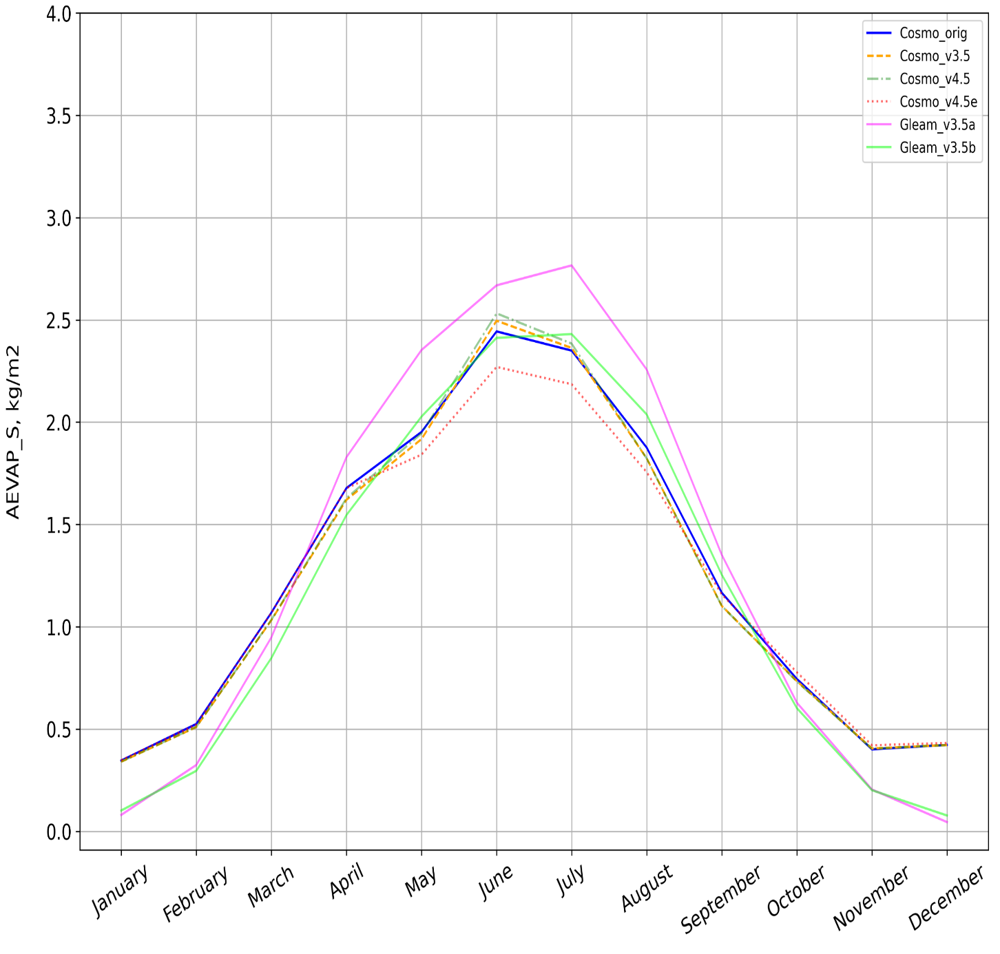 4.0
3.5
3.0
2.5
2.0
1.5
1.0
0.5
0.0
AEVAP_S, kg/m2
Cosmo_orig
Cosmo_v3.5
Cosmo_v4.5
Cosmo_v4.5e
Gleam_v3.5a
Gleam_v3.5b
January
February
March
April
May
June
July
August
September
October
November
December